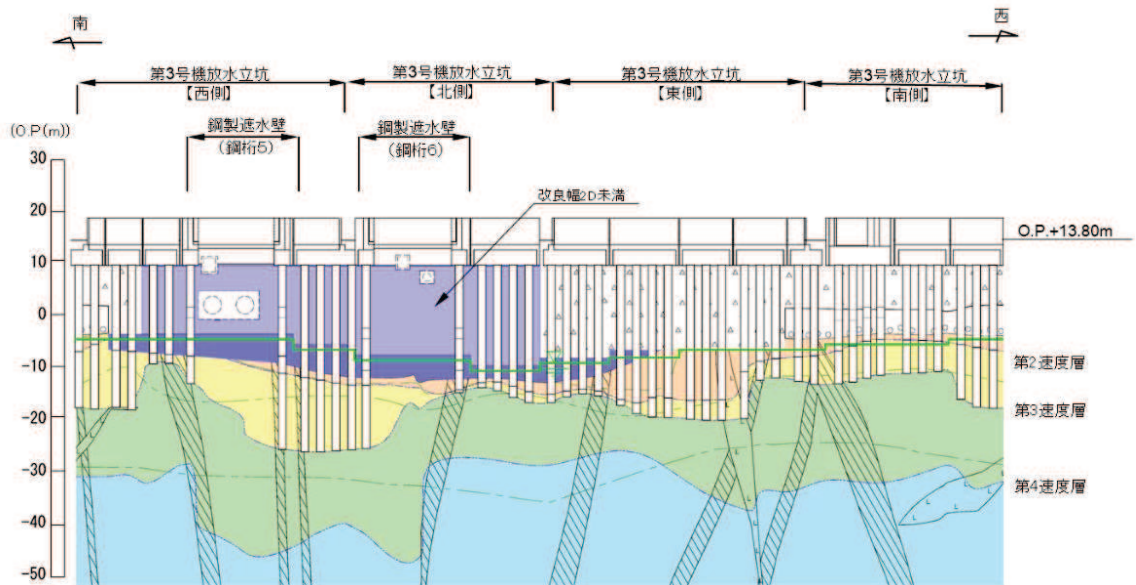 南
西
第3号機放水立坑
【西側】
第3号機放水立坑
【北側】
第3号機放水立坑
【東側】
第3号機放水立坑
【南側】
鋼製遮水壁
(鋼桁5)
鋼製遮水壁
(鋼桁6)
(O.P(m))
30
20
10
0
-10
-20
-30
-40
-50
改良幅2D未満
O.P.+13.80m
第2速度層
第3速度層
第4速度層